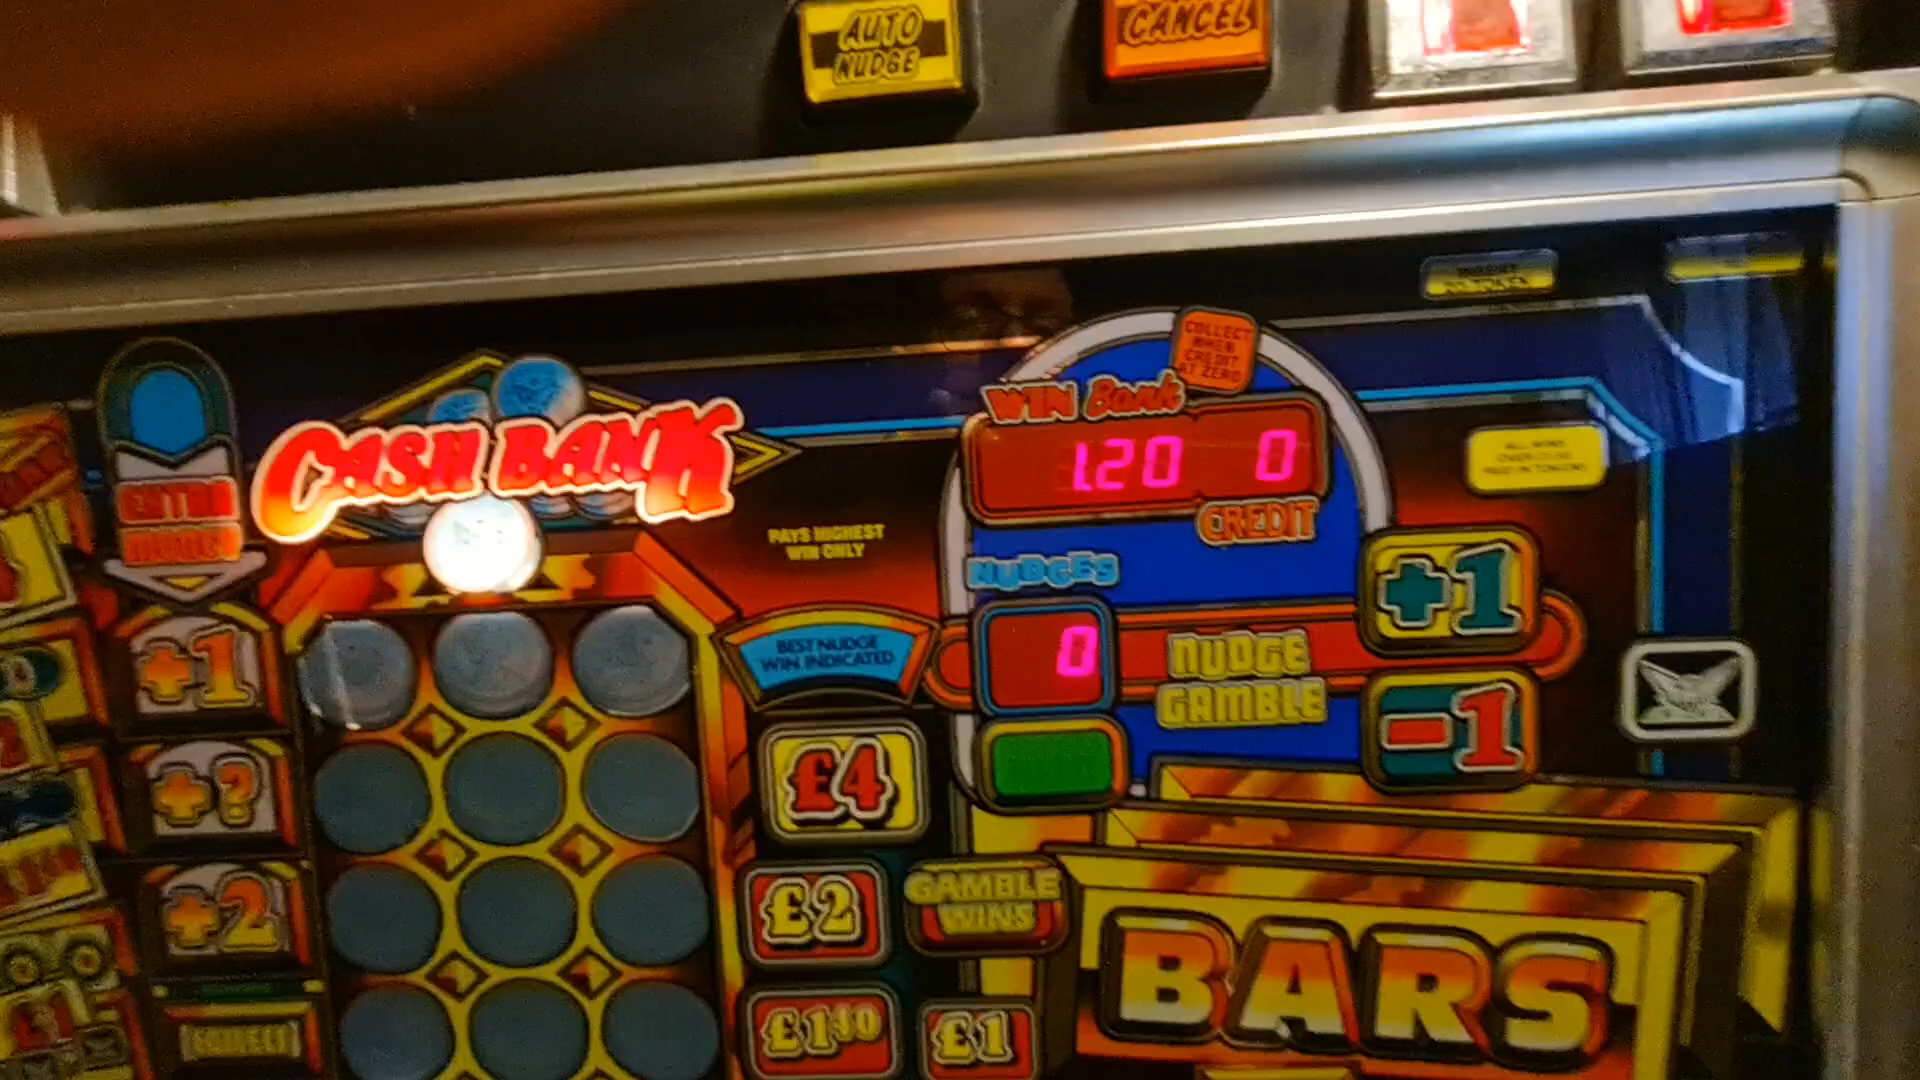 AUTO
NUDGE
CANCEL
COLLECT
WHEN
CREDIT
AT ZERO
WIN Bank
1.20 0
CREDIT
CASH BANK
EXTRA
NUDGE
PAYS HIGHEST
WIN ONLY
NUDGES
0
NUDGE
GAMBLE
+1
-1
BEST NUDGE
WIN INDICATED
+1
+?
+2
COLLECT
£4
£2
£1.40
£1
GAMBLE
WINS
BARS